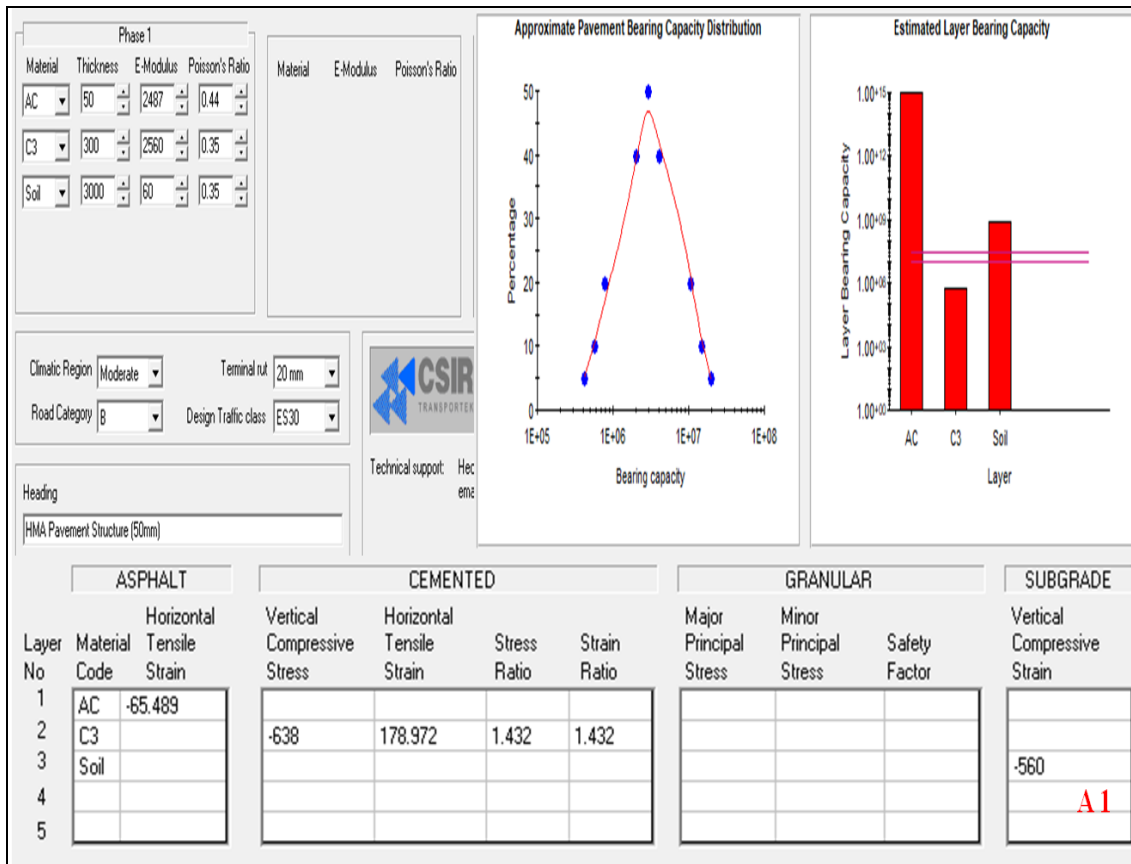 Phase 1
Material Thickness E-Modulus Poisson's Ratio
AC 50 2487 0.44
C3 300 2560 0.35
Soil 3000 60 0.35
Material E-Modulus Poisson's Ratio
Approximate Pavement Bearing Capacity Distribution
Percentage
50
40
30
20
10
0
1E+05 1E+06 1E+07 1E+08
Bearing capacity
Estimated Layer Bearing Capacity
Layer Bearing Capacity
1.00+15
1.00+12
1.00+09
1.00+06
1.00+03
1.00+00
AC C3 Soil
Layer
Climatic Region Moderate Terminal rut 20 mm
Road Category B Design Traffic class ES30
CSIR
TRANSPORTEK
Technical support: Hec
ema
Heading
HMA Pavement Structure (50mm)
ASPHALT CEMENTED GRANULAR SUBGRADE
Horizontal Vertical Horizontal Major Minor Vertical
Layer Material Tensile Compressive Tensile Stress Strain Principal Principal Safety Compressive
No Code Strain Stress Strain Ratio Ratio Stress Stress Factor Strain
1 AC -65.489
2 C3 -638 178.972 1.432 1.432
3 Soil -560
4 A1
5